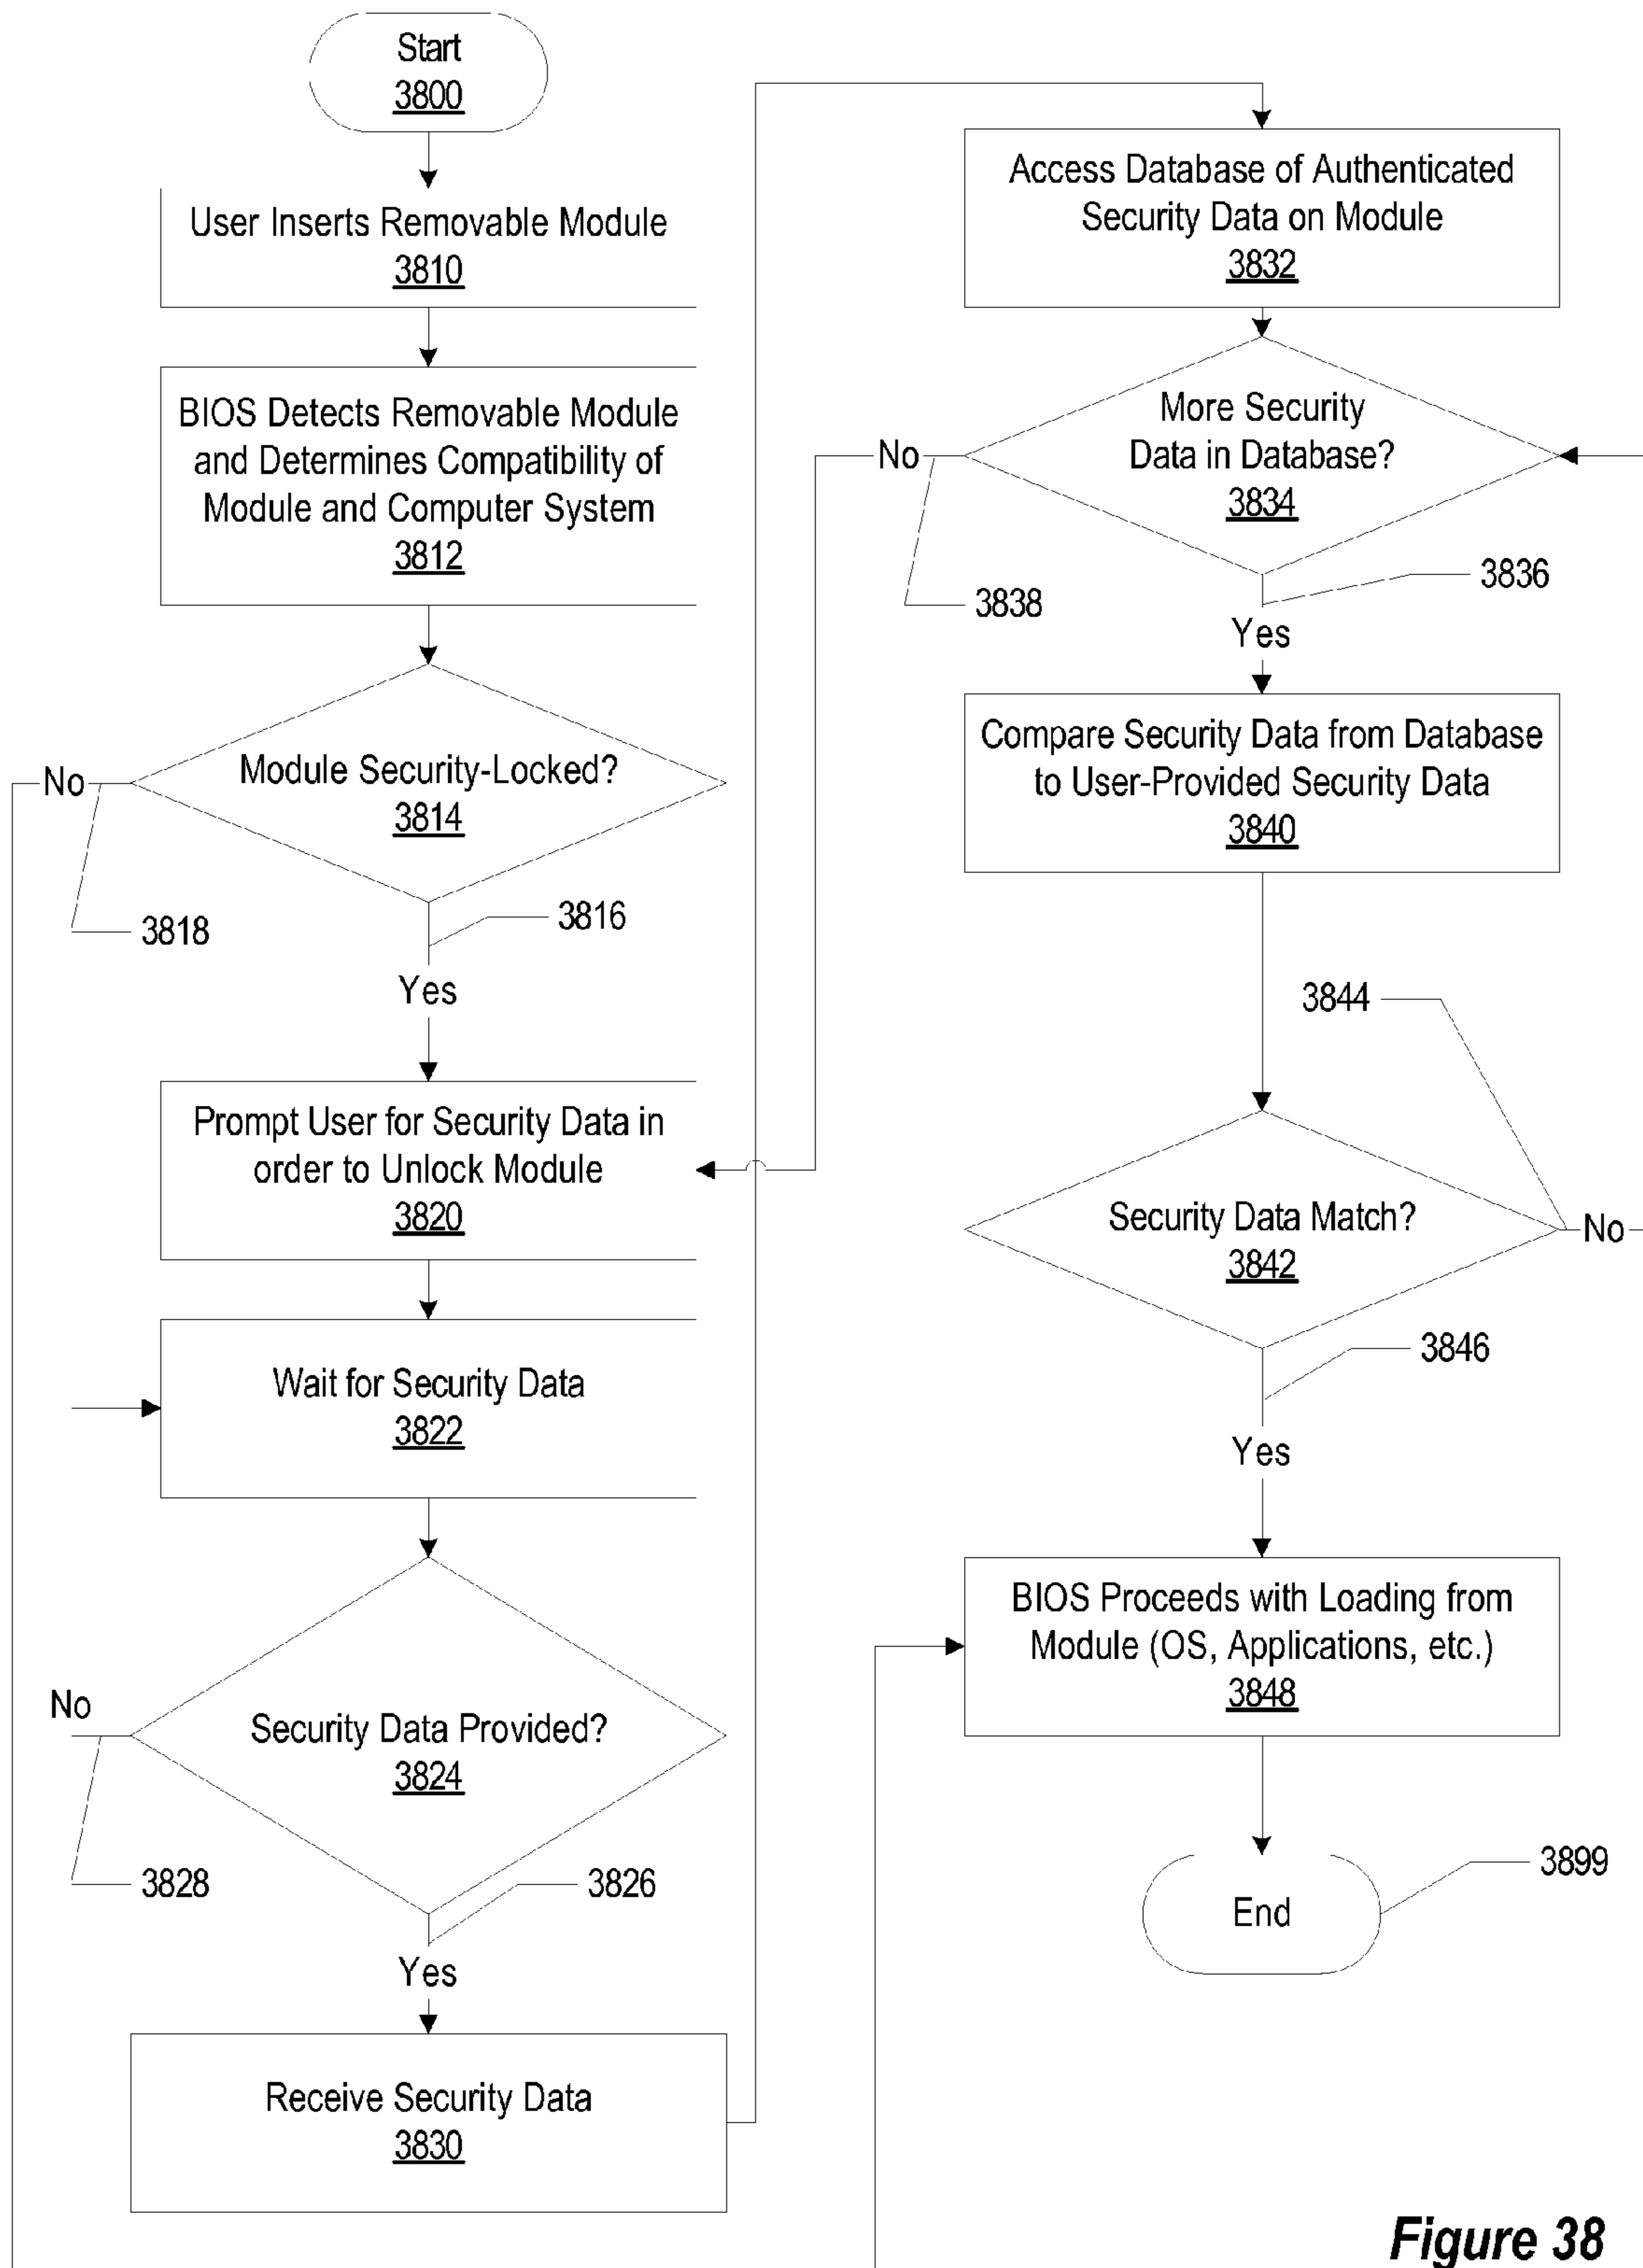 Start
3800
User Inserts Removable Module
3810
BIOS Detects Removable Module
and Determines Compatibility of
Module and Computer System
3812
Module Security-Locked?
3814
No
3818
3816
Yes
Prompt User for Security Data in
order to Unlock Module
3820
Wait for Security Data
3822
Security Data Provided?
3824
No
3828
3826
Yes
Receive Security Data
3830
Access Database of Authenticated
Security Data on Module
3832
More Security
Data in Database?
3834
No
3838
3836
Yes
Compare Security Data from Database
to User-Provided Security Data
3840
3844
Security Data Match?
3842
No
3846
Yes
BIOS Proceeds with Loading from
Module (OS, Applications, etc.)
3848
End
3899
Figure 38